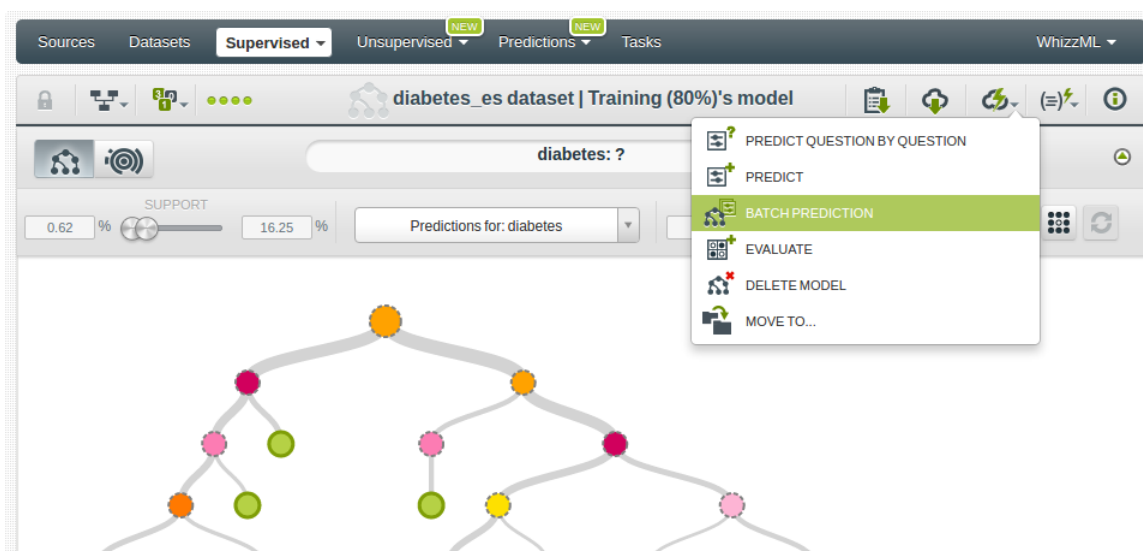 NEW NEW
Sources Datasets Supervised Unsupervised Predictions Tasks WhizzML
diabetes_es dataset | Training (80%)'s model
diabetes: ?
SUPPORT
0.62 % 16.25 % Predictions for: diabetes
PREDICT QUESTION BY QUESTION
PREDICT
BATCH PREDICTION
EVALUATE
DELETE MODEL
MOVE TO...